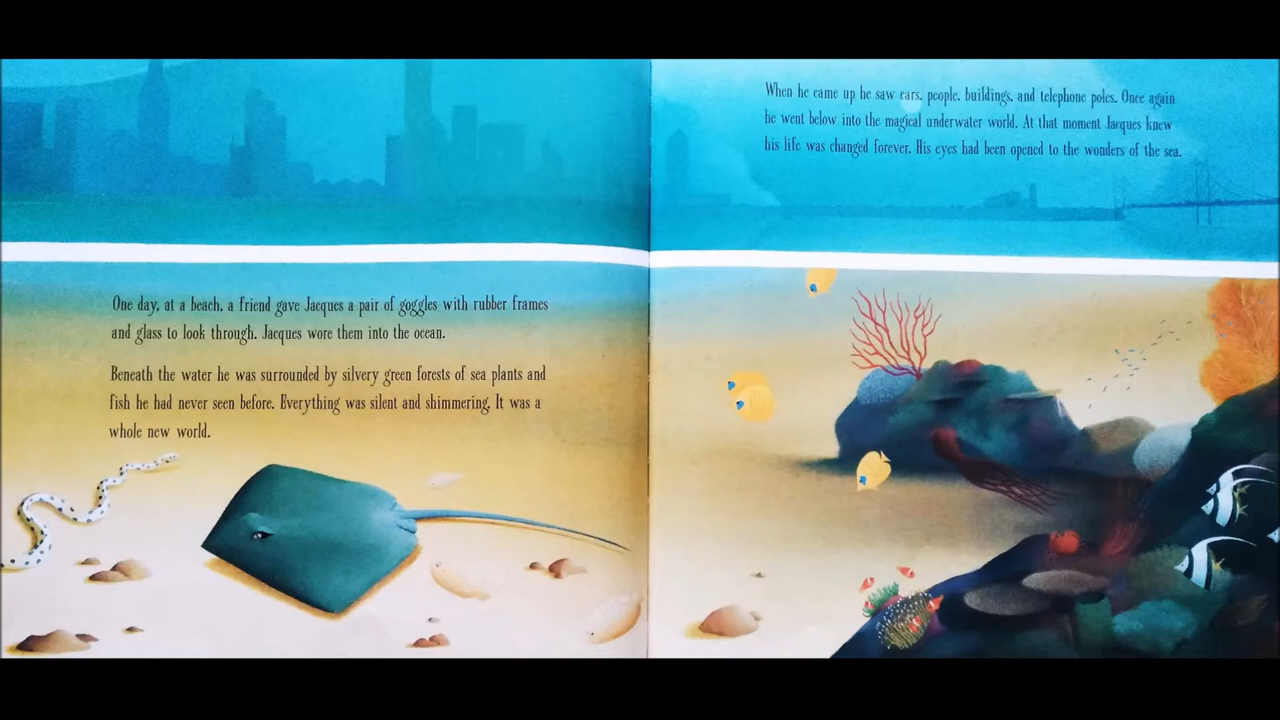 One day, at a beach, a friend gave Jacques a pair of goggles with rubber frames
and glass to look through. Jacques wore them into the ocean.
Beneath the water he was surrounded by silvery green forests of sea plants and
fish he had never seen before. Everything was silent and shimmering. It was a
whole new world.
When he came up he saw cars, people, buildings, and telephone poles. Once again
he went below into the magical underwater world. At that moment Jacques knew
his life was changed forever. His eyes had been opened to the wonders of the sea.